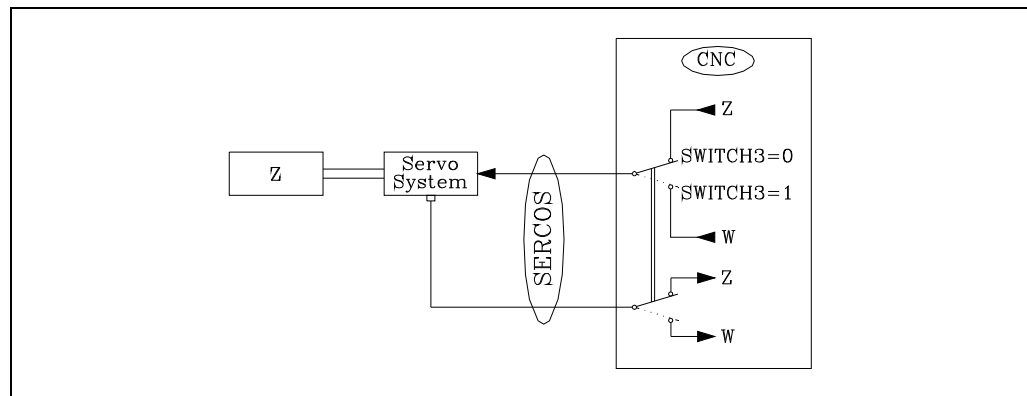 CNC
Z
SWITCH3=0
Z
Servo
System
SWITCH3=1
SERCOS
W
Z
W